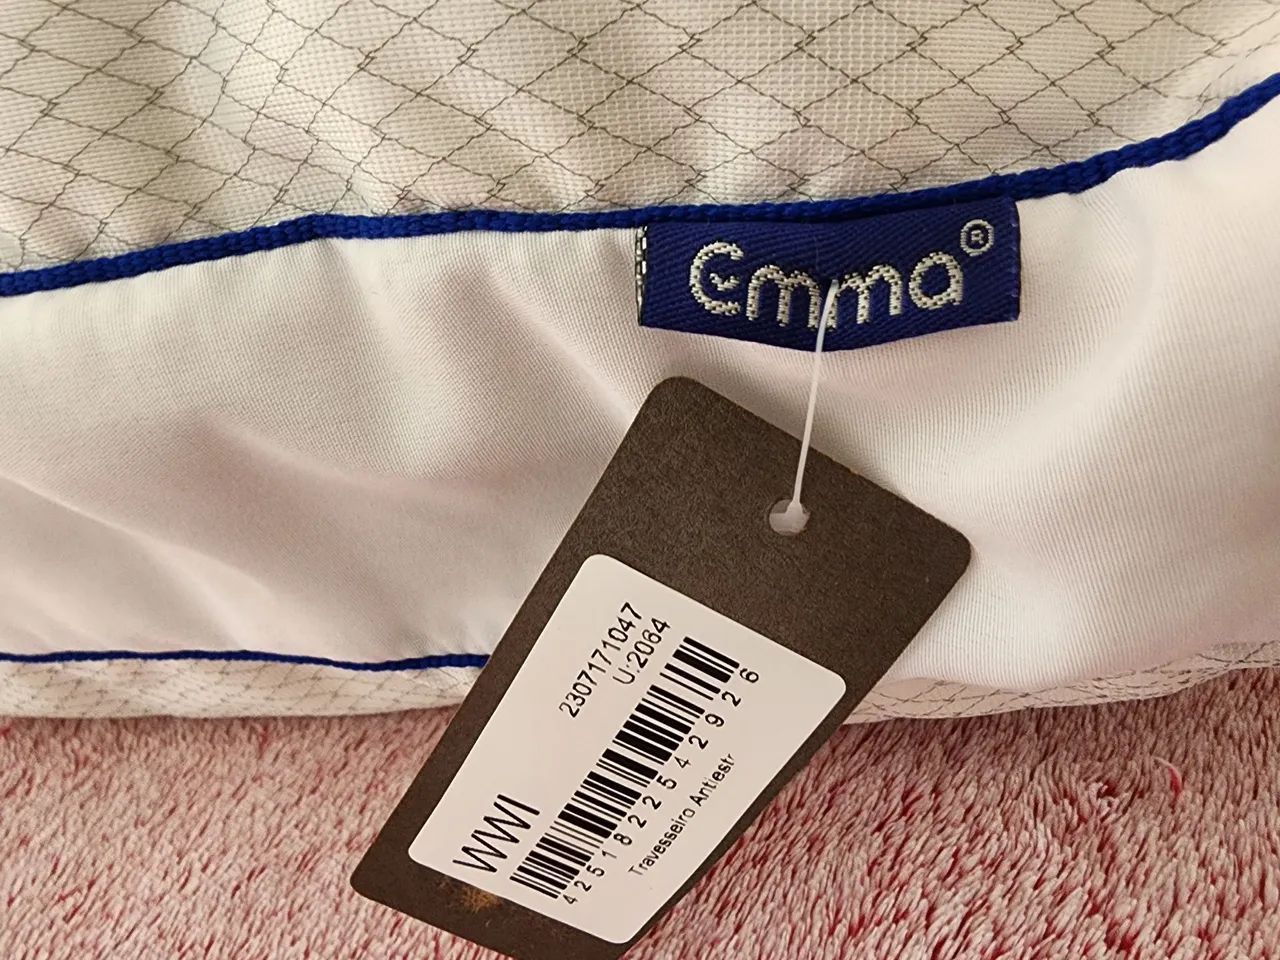 Emma®
2307171047
U:2064
WWI
4251822542926
Travesseiro Antiestr